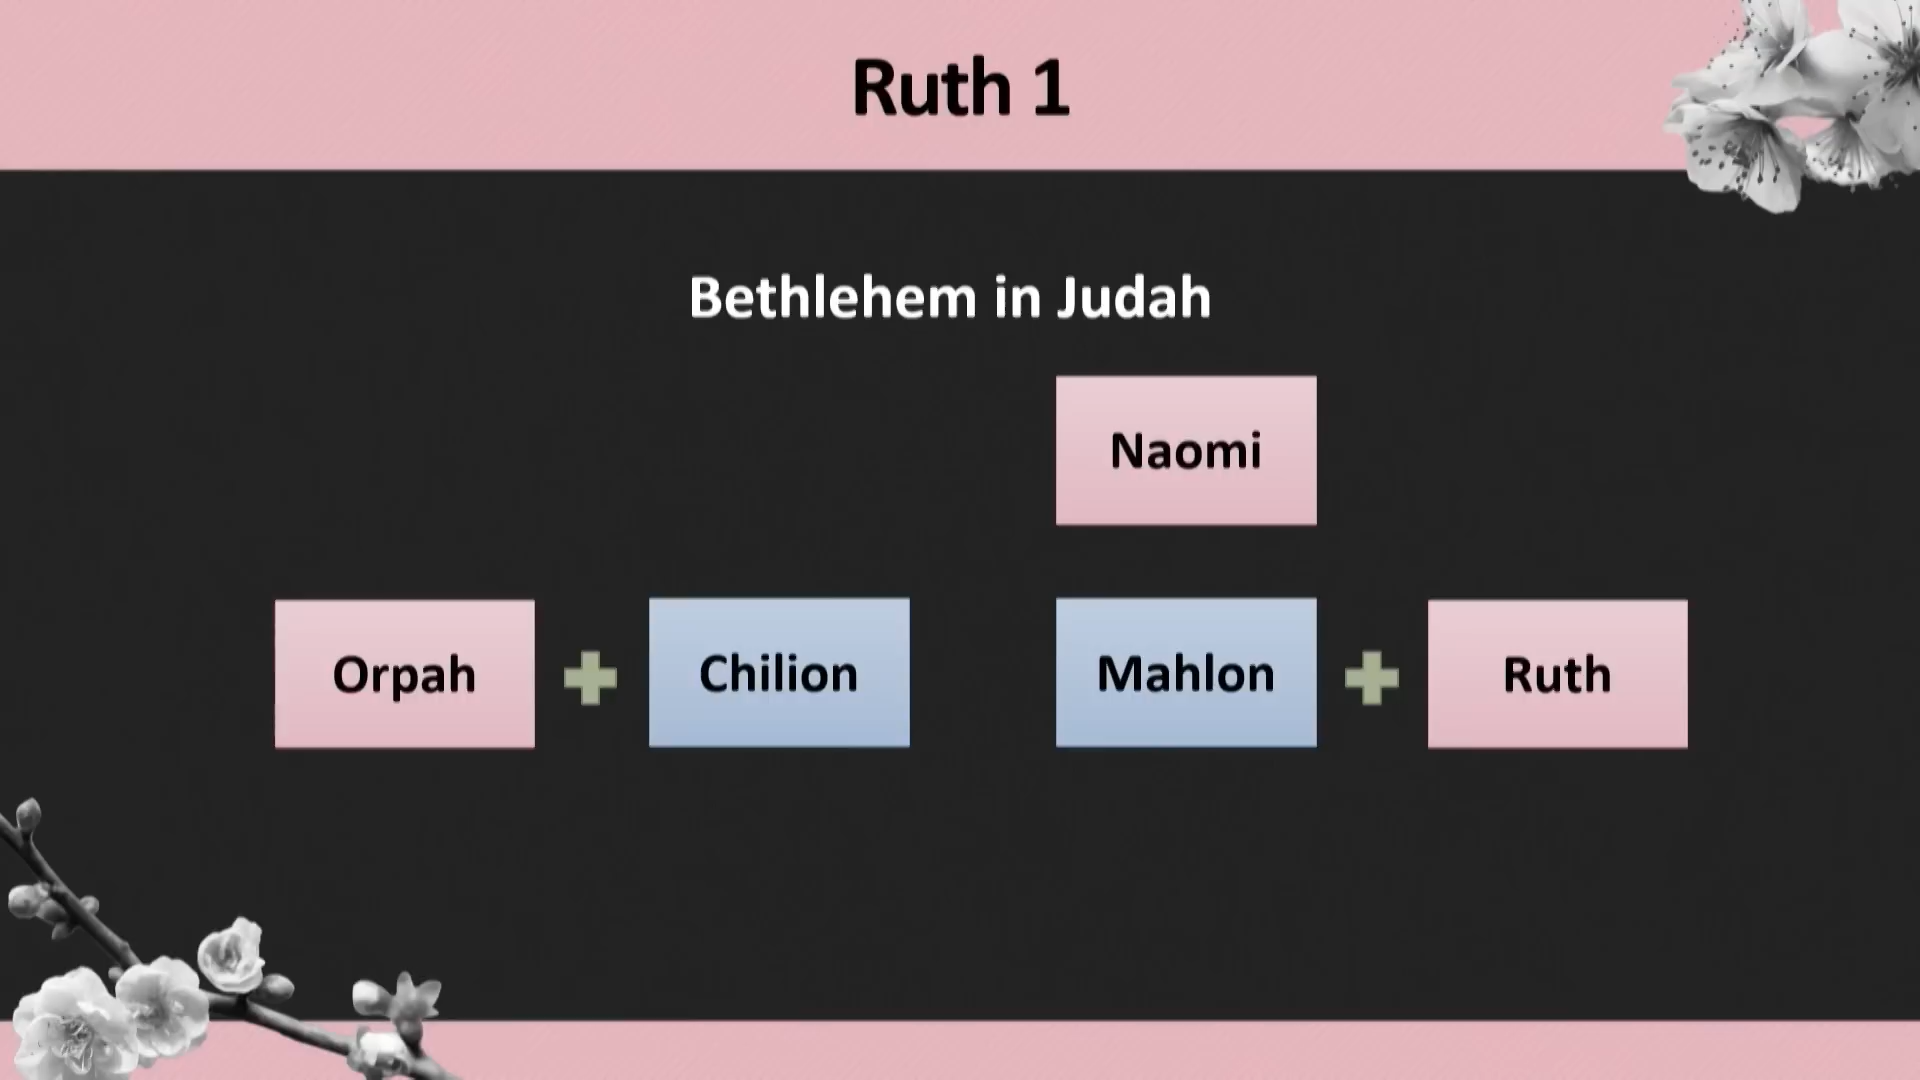 Ruth 1
Bethlehem in Judah
Naomi
Orpah
Chilion
Mahlon
Ruth